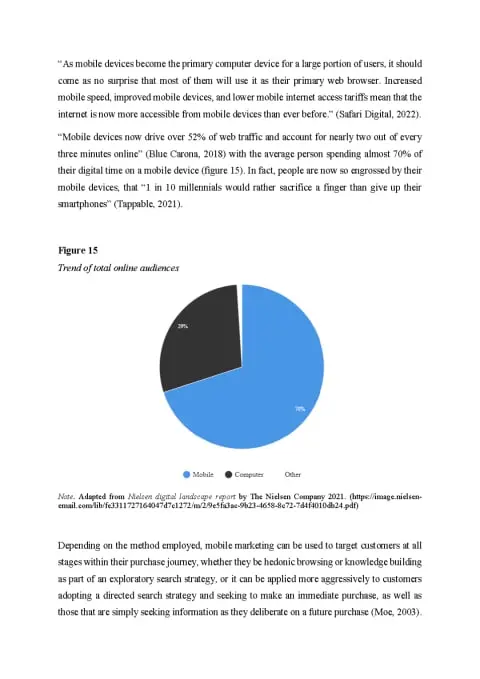 “As mobile devices become the primary computer device for a large portion of users, it should
come as no surprise that most of them will use it as their primary web browser. Increased
mobile speed, improved mobile devices, and lower mobile internet access tariffs mean that the
internet is now more accessible from mobile devices than ever before.” (Safari Digital, 2022).
“Mobile devices now drive over 52% of web traffic and account for nearly two out of every
three minutes online” (Blue Carona, 2018) with the average person spending almost 70% of
their digital time on a mobile device (figure 15). In fact, people are now so engrossed by their
mobile devices, that “1 in 10 millennials would rather sacrifice a finger than give up their
smartphones” (Tappable, 2021).
Figure 15
Trend of total online audiences
29%
70%
Mobile Computer Other
Note. Adapted from Nielsen digital landscape report by The Nielsen Company 2021. (https://image.nielsen-
Depending on the method employed, mobile marketing can be used to target customers at all
stages within their purchase journey, whether they be hedonic browsing or knowledge building
as part of an exploratory search strategy, or it can be applied more aggressively to customers
adopting a directed search strategy and seeking to make an immediate purchase, as well as
those that are simply seeking information as they deliberate on a future purchase (Moe, 2003).